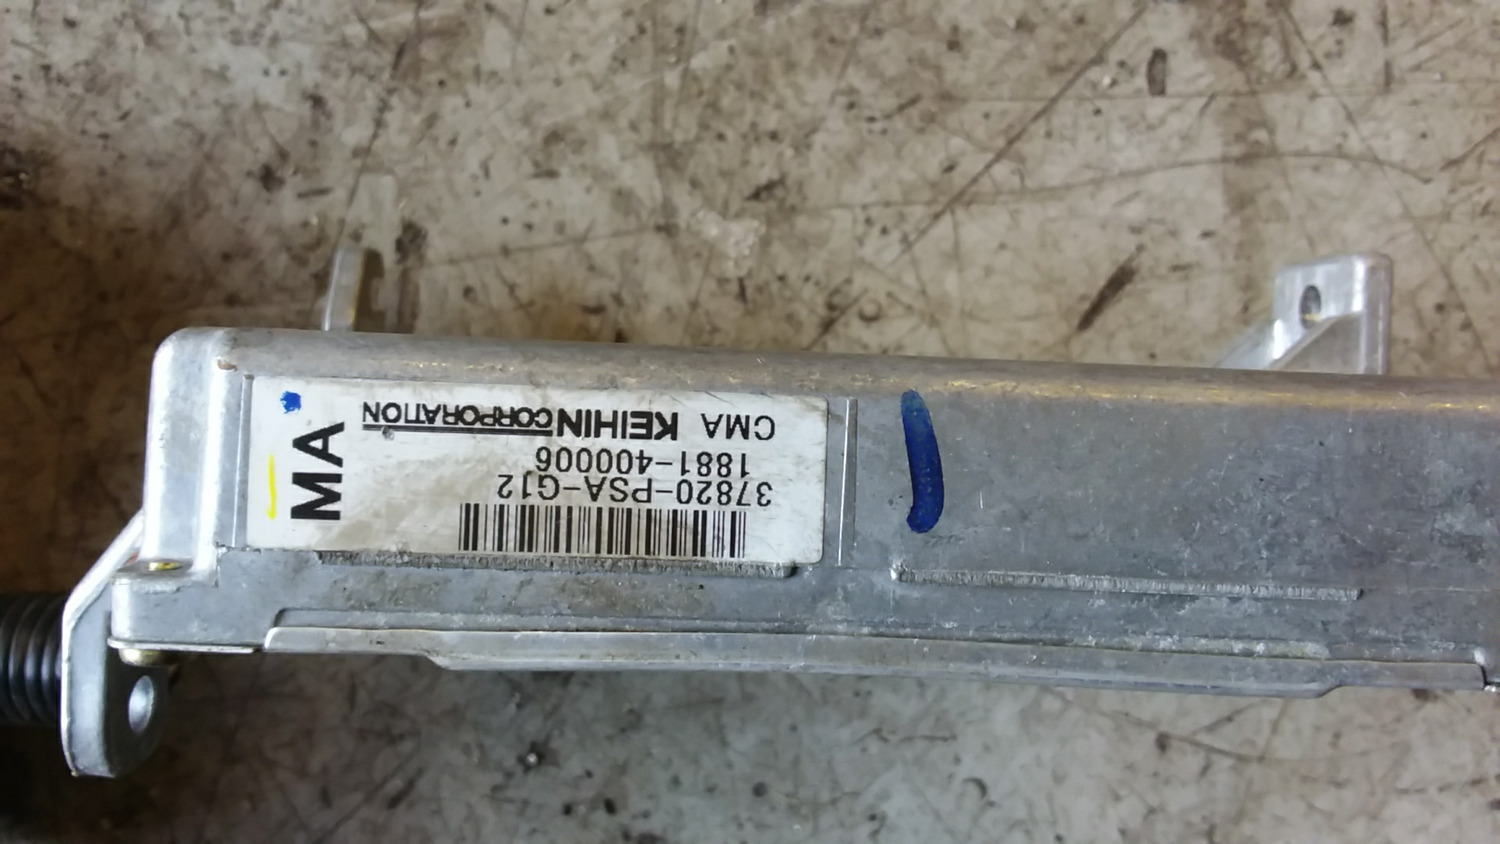 CMA KEIHIN CORPORATION
1881-400006
37820-PSA-G12
MA